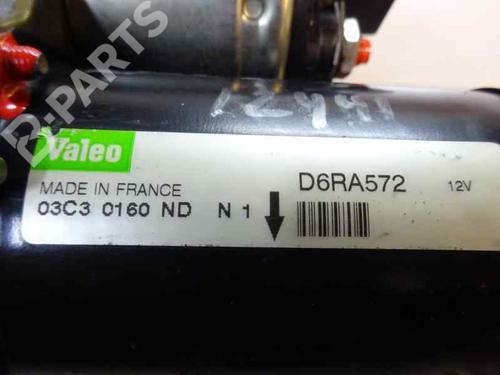 B-PARTS
Valeo
MADE IN FRANCE
D6RA572 12V
03C3 0160 ND N 1